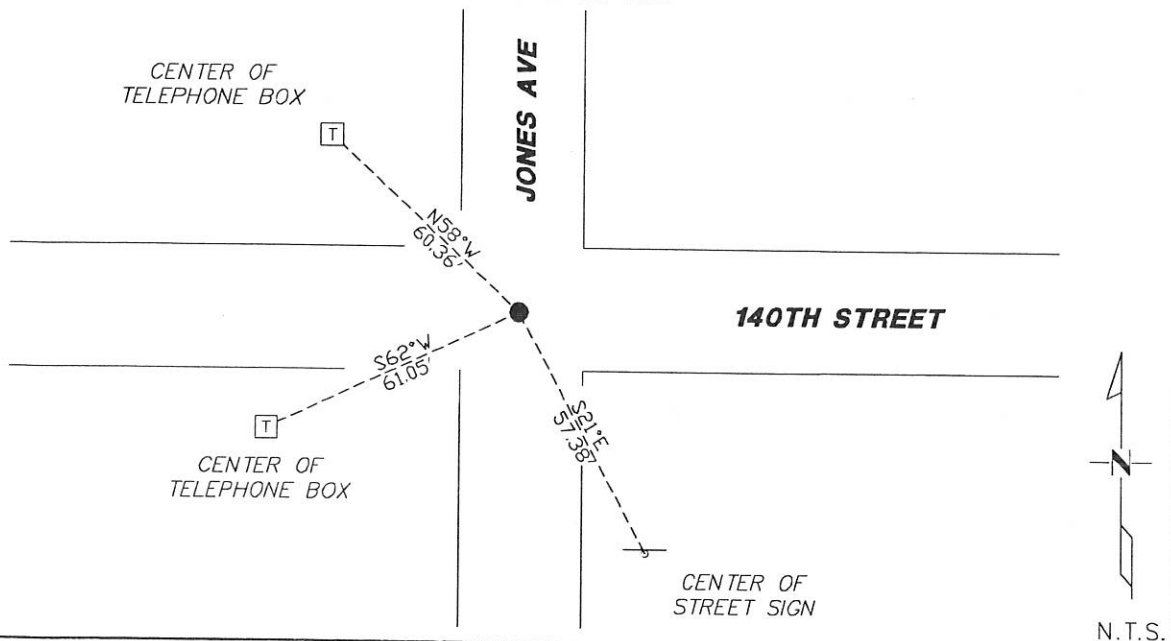 CENTER OF
TELEPHONE BOX
T
JONES AVE
N58°W
60.36'
140TH STREET
S62°W
61.05'
T
CENTER OF
TELEPHONE BOX
S21°E
57.38'
CENTER OF
STREET SIGN
N
N.T.S.